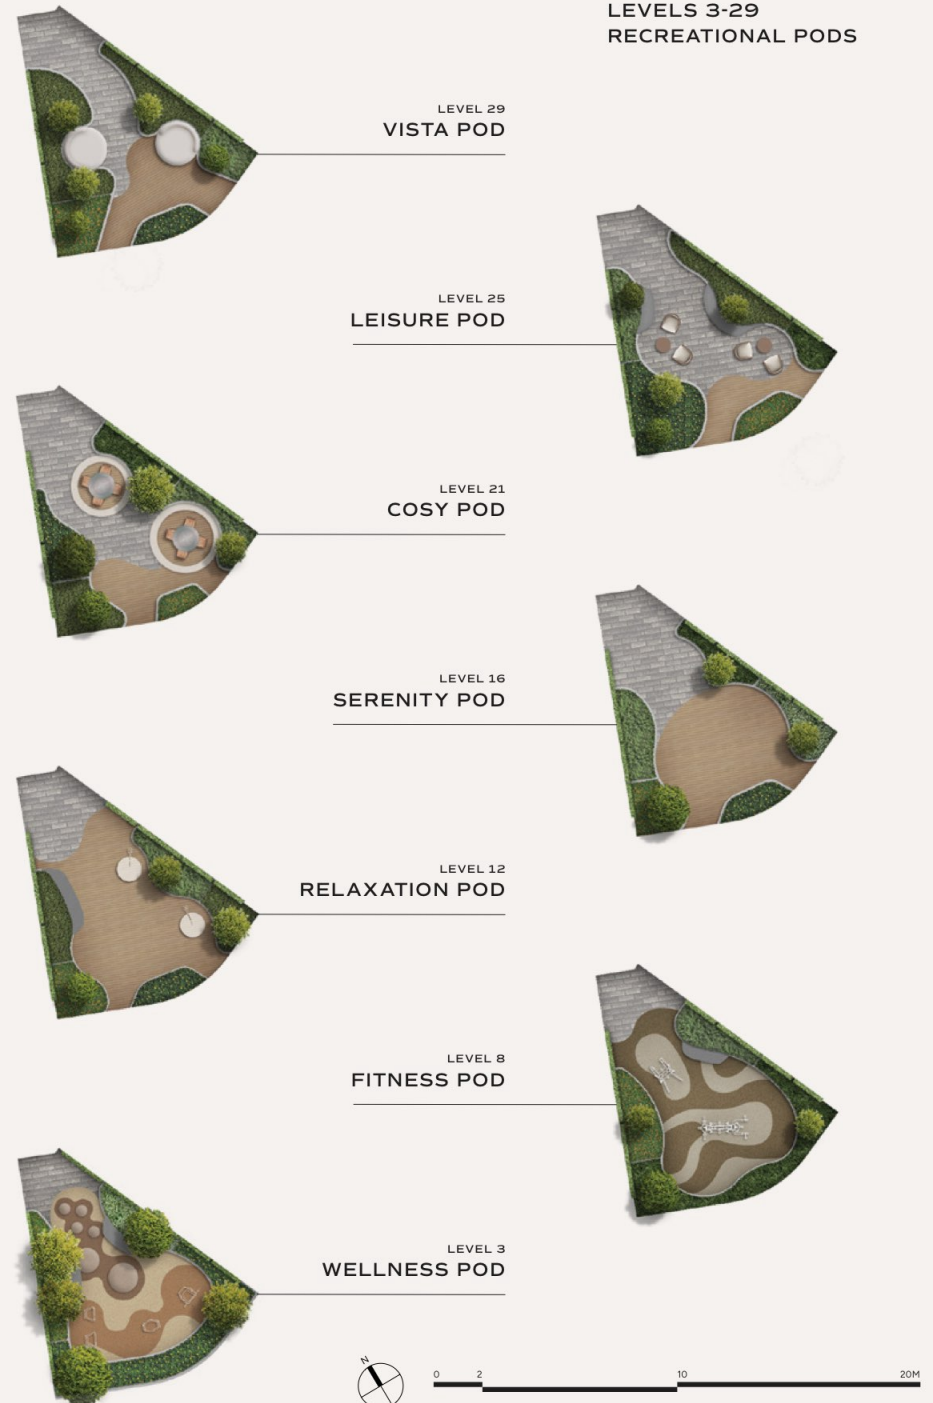 LEVELS 3-29
RECREATIONAL PODS
LEVEL 29
VISTA POD
LEVEL 25
LEISURE POD
LEVEL 21
COSY POD
LEVEL 16
SERENITY POD
LEVEL 12
RELAXATION POD
LEVEL 8
FITNESS POD
LEVEL 3
WELLNESS POD
N
0 2 10 20M